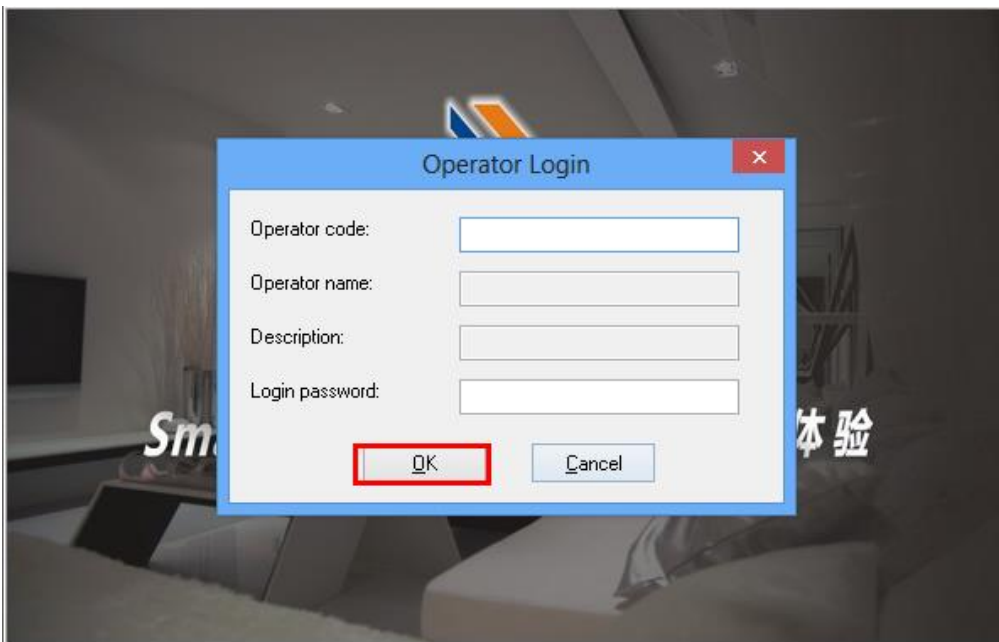 Operator Login
Operator code:
Operator name:
Description:
Login password:
体验
OK
Cancel